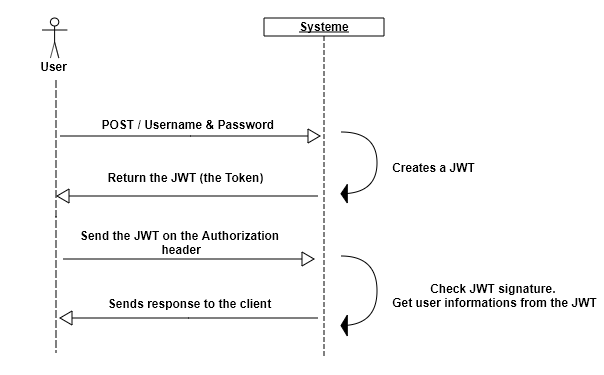 Systeme
User
POST / Username & Password
Creates a JWT
Return the JWT (the Token)
Send the JWT on the Authorization
header
Check JWT signature.
Get user informations from the JWT
Sends response to the client